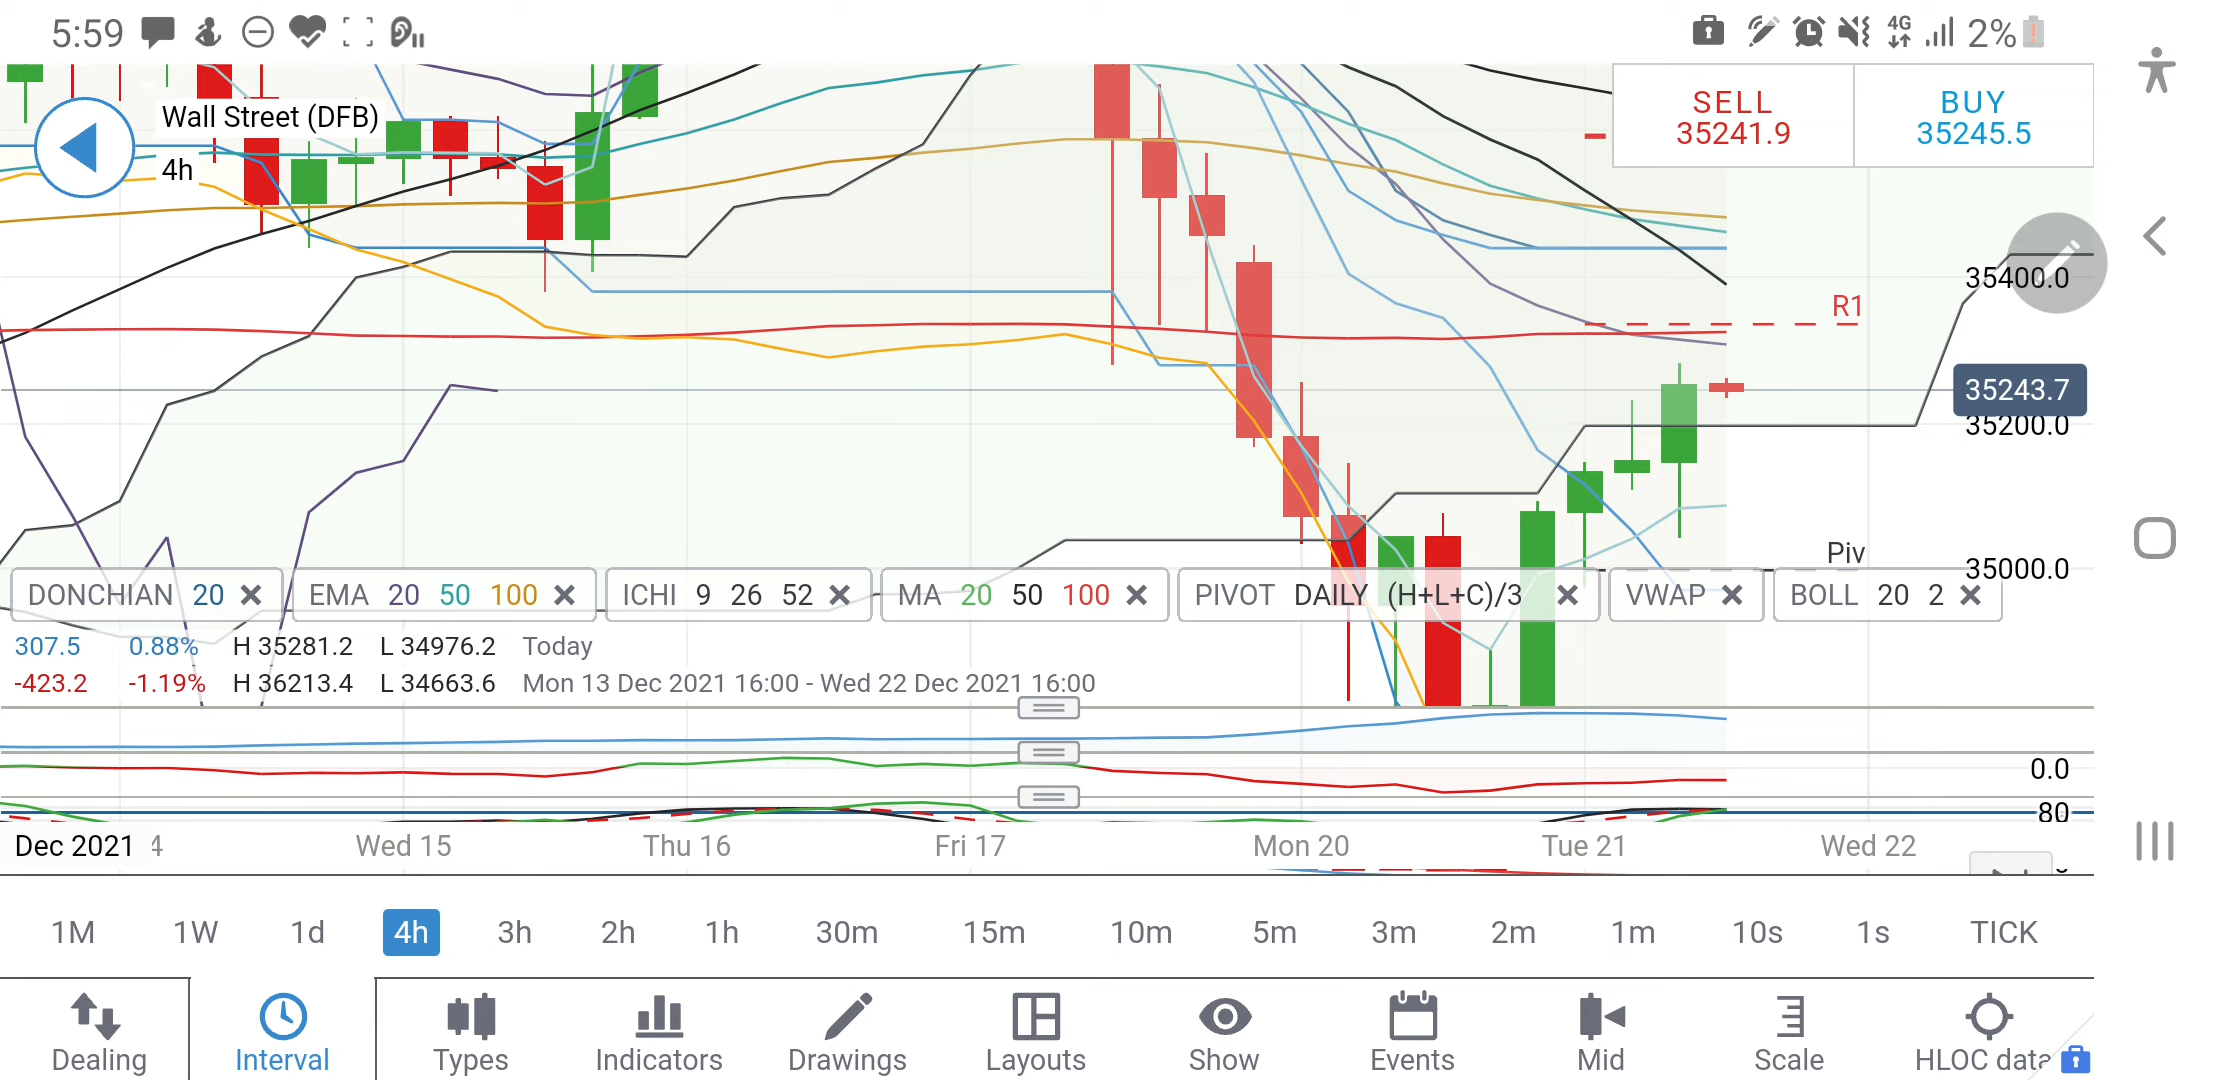 5:59
4G 2%
Wall Street (DFB)
4h
SELL
35241.9
BUY
35245.5
35400.0
R1
35243.7
35200.0
Piv
35000.0
DONCHIAN 20
EMA 20 50 100
ICHI 9 26 52
MA 20 50 100
PIVOT DAILY (H+L+C)/3
VWAP
BOLL 20 2
307.5 0.88% H 35281.2 L 34976.2 Today
-423.2 -1.19% H 36213.4 L 34663.6 Mon 13 Dec 2021 16:00 - Wed 22 Dec 2021 16:00
0.0
80
Dec 2021 4 Wed 15 Thu 16 Fri 17 Mon 20 Tue 21 Wed 22
1M 1W 1d 4h 3h 2h 1h 30m 15m 10m 5m 3m 2m 1m 10s 1s TICK
Dealing Interval Types Indicators Drawings Layouts Show Events Mid Scale HLOC data